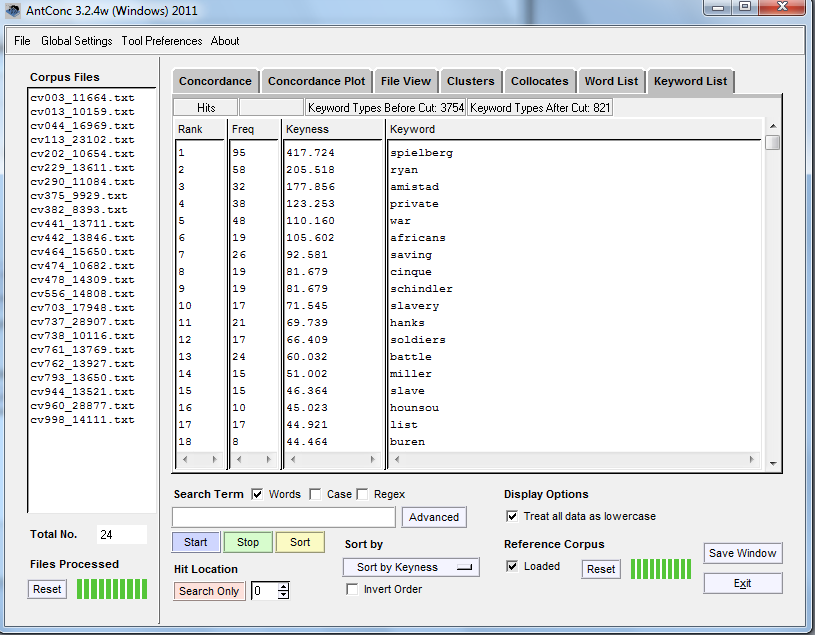 AntConc 3.2.4w (Windows) 2011
File Global Settings Tool Preferences About
Corpus Files
cv003_11664.txt
cv013_10159.txt
cv044_16969.txt
cv113_23102.txt
cv202_10654.txt
cv229_13611.txt
cv290_11084.txt
cv375_9929.txt
cv382_8393.txt
cv441_13711.txt
cv442_13846.txt
cv464_15650.txt
cv474_10682.txt
cv478_14309.txt
cv556_14808.txt
cv703_17948.txt
cv737_28907.txt
cv738_10116.txt
cv761_13769.txt
cv762_13927.txt
cv793_13650.txt
cv944_13521.txt
cv960_28877.txt
cv998_14111.txt
Total No. 24
Files Processed
Reset
Concordance Concordance Plot File View Clusters Collocates Word List Keyword List
Hits Keyword Types Before Cut: 3754 Keyword Types After Cut: 821
Rank Freq Keyness Keyword
1 95 417.724 spielberg
2 58 205.518 ryan
3 32 177.856 amistad
4 38 123.253 private
5 48 110.160 war
6 19 105.602 africans
7 26 92.581 saving
8 19 81.679 cinque
9 19 81.679 schindler
10 17 71.545 slavery
11 21 69.739 hanks
12 17 66.409 soldiers
13 24 60.032 battle
14 15 51.002 miller
15 15 46.364 slave
16 10 45.023 hounsou
17 17 44.921 list
18 8 44.464 buren
Search Term Words Case Regex
Advanced
Start Stop Sort
Hit Location
Search Only 0
Sort by
Sort by Keyness
Invert Order
Display Options
Treat all data as lowercase
Reference Corpus
Loaded Reset
Save Window
Exit